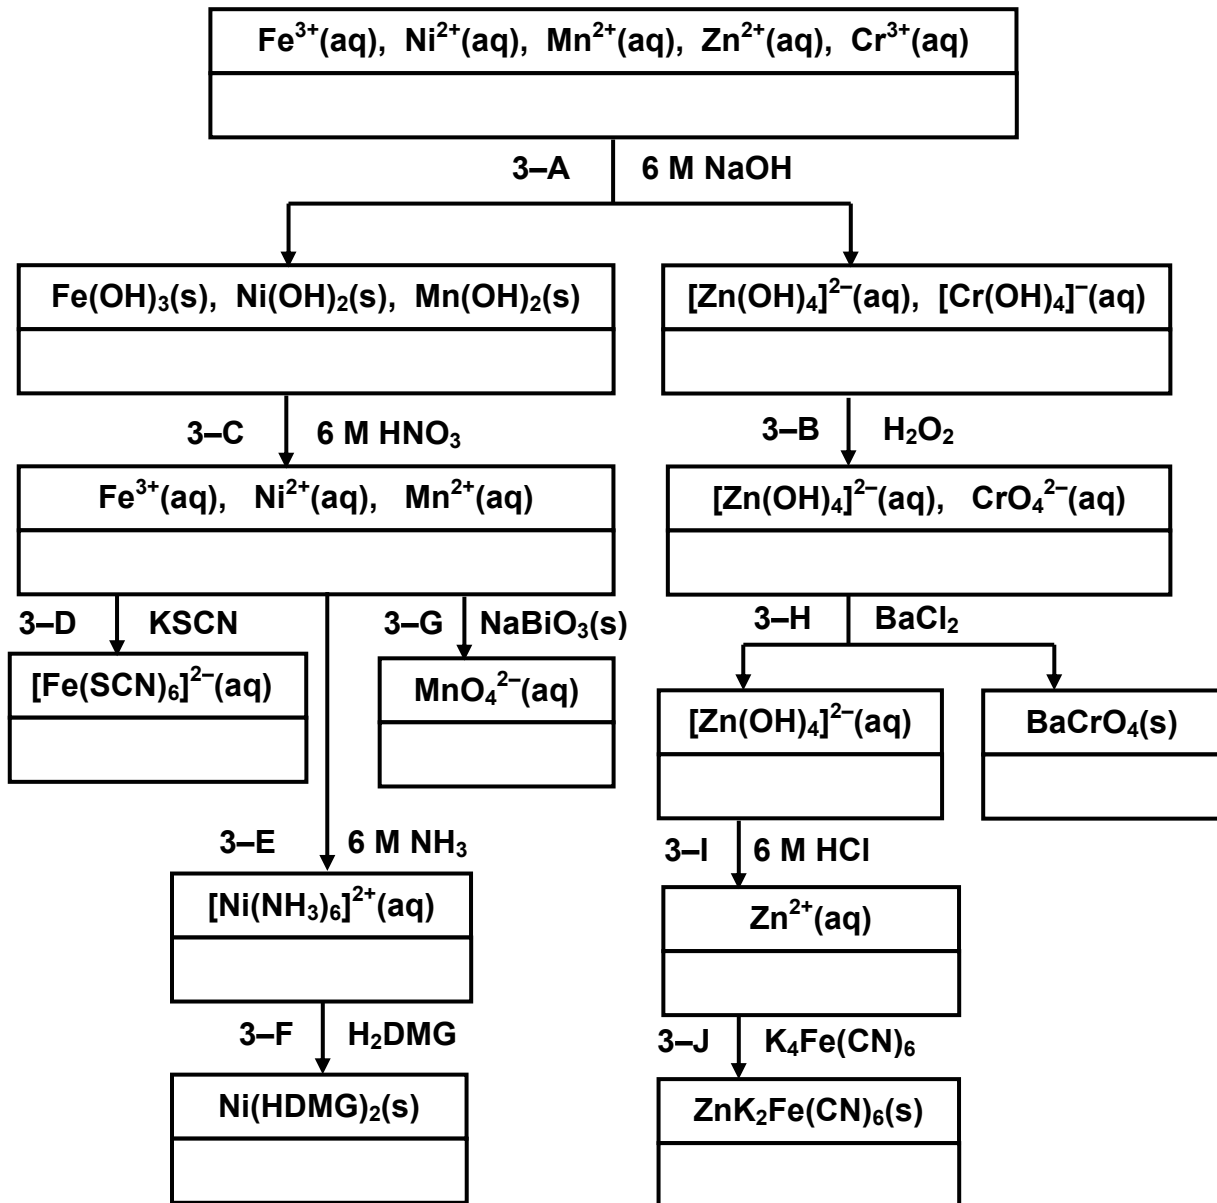 Fe³⁺(aq), Ni²⁺(aq), Mn²⁺(aq), Zn²⁺(aq), Cr³⁺(aq)
3–A 6 M NaOH
Fe(OH)₃(s), Ni(OH)₂(s), Mn(OH)₂(s)
[Zn(OH)₄]²⁻(aq), [Cr(OH)₄]⁻(aq)
3–C 6 M HNO₃
3–B H₂O₂
Fe³⁺(aq), Ni²⁺(aq), Mn²⁺(aq)
[Zn(OH)₄]²⁻(aq), CrO₄²⁻(aq)
3–D KSCN
3–G NaBiO₃(s)
3–H BaCl₂
[Fe(SCN)₆]²⁻(aq)
MnO₄²⁻(aq)
[Zn(OH)₄]²⁻(aq)
BaCrO₄(s)
3–E 6 M NH₃
3–I 6 M HCl
[Ni(NH₃)₆]²⁺(aq)
Zn²⁺(aq)
3–F H₂DMG
3–J K₄Fe(CN)₆
Ni(HDMG)₂(s)
ZnK₂Fe(CN)₆(s)